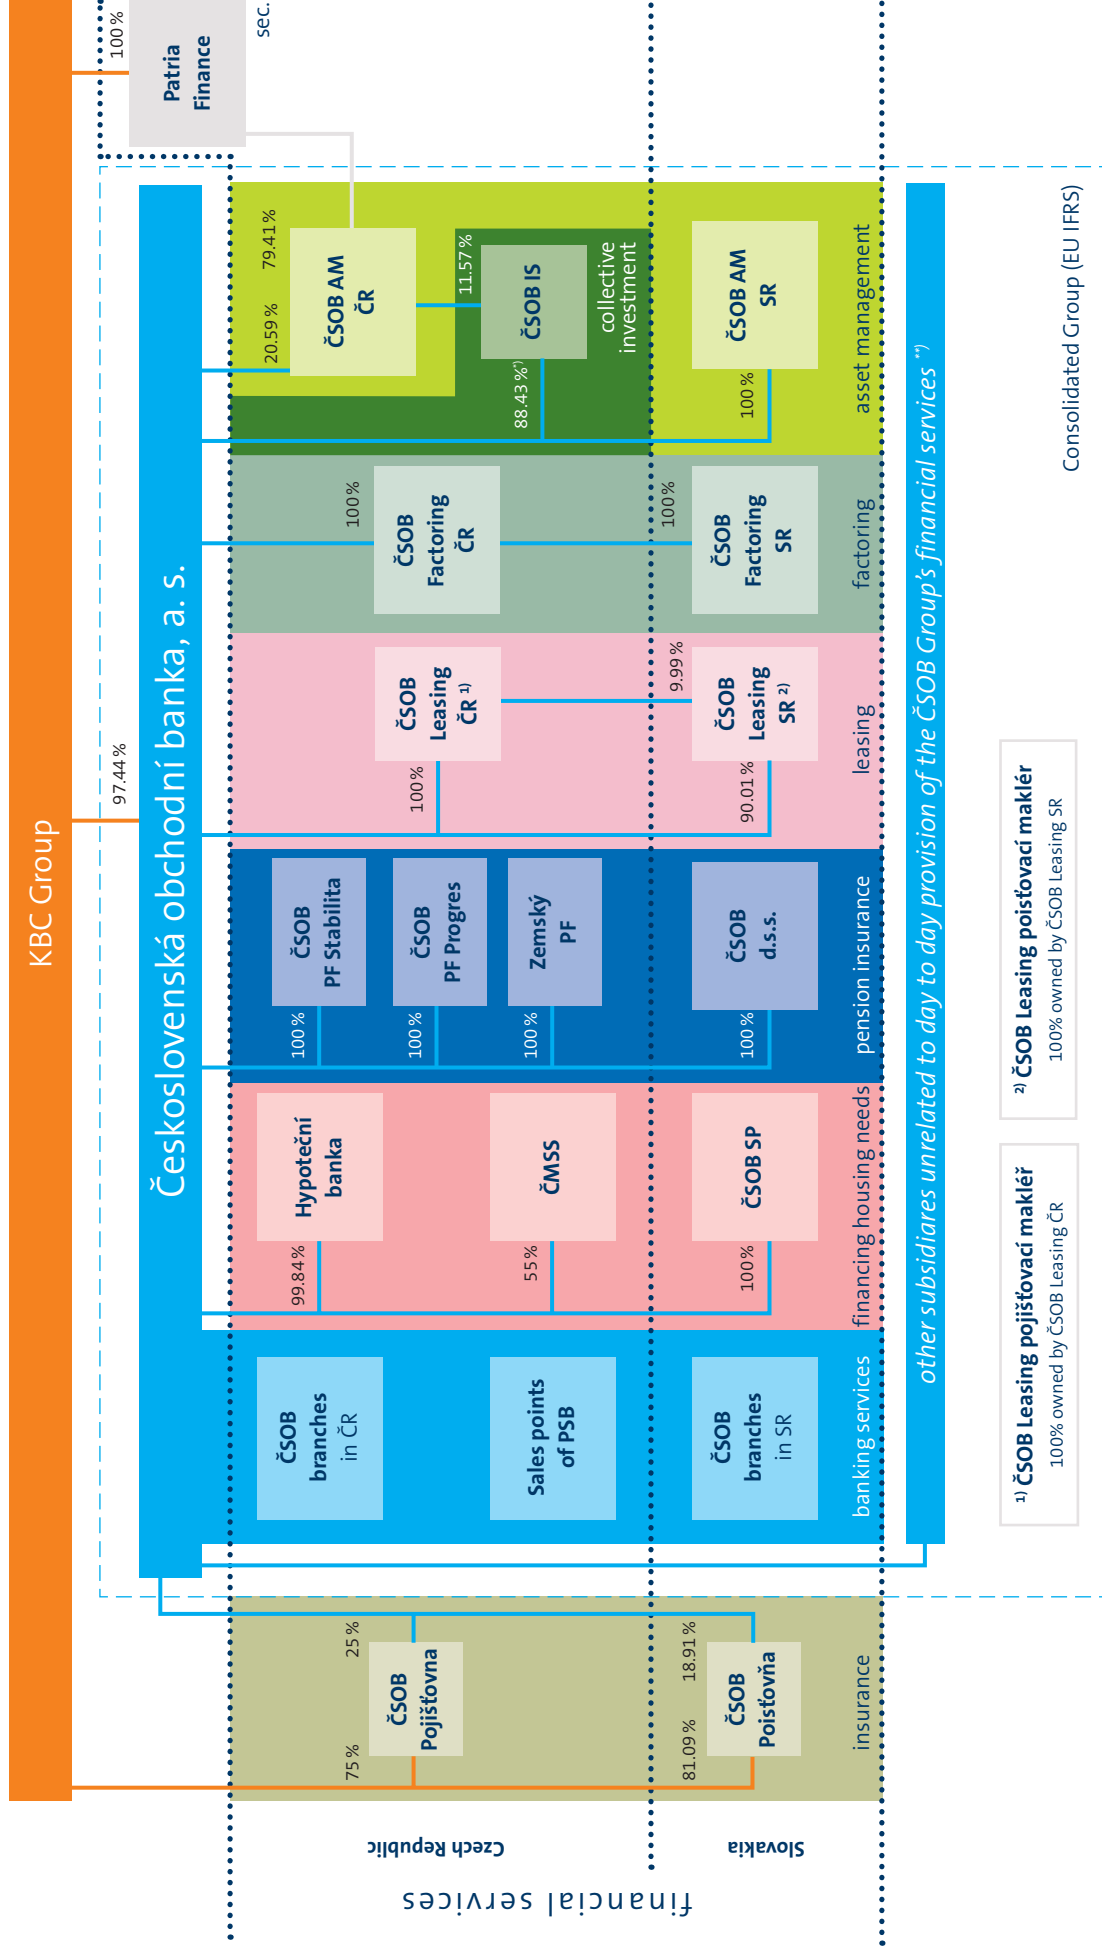 KBC Group
97.44 %
100 %
Československá obchodní banka, a. s.
Patria
Finance
sec.
financial services
Czech Republic
Slovakia
75 %
25 %
ČSOB
Pojišťovna
81.09 %
18.91 %
ČSOB
Poisťovňa
insurance
ČSOB
branches
in ČR
Sales points
of PSB
ČSOB
branches
in SR
banking services
99.84 %
Hypoteční
banka
55 %
ČMSS
100 %
ČSOB SP
financing housing needs
100 %
ČSOB
PF Stabilita
100 %
ČSOB
PF Progres
100 %
Zemský
PF
100 %
ČSOB
d.s.s.
pension insurance
100 %
ČSOB
Leasing
ČR 1)
9.99 %
90.01 %
ČSOB
Leasing
SR 2)
leasing
100 %
ČSOB
Factoring
ČR
100 %
ČSOB
Factoring
SR
factoring
20.59 %
79.41 %
ČSOB AM
ČR
11.57 %
88.43 %*)
ČSOB IS
collective
investment
100 %
ČSOB AM
SR
asset management
other subsidiares unrelated to day to day provision of the ČSOB Group's financial services **)
1) ČSOB Leasing pojišťovací makléř
100% owned by ČSOB Leasing ČR
2) ČSOB Leasing poisťovací maklér
100% owned by ČSOB Leasing SR
Consolidated Group (EU IFRS)